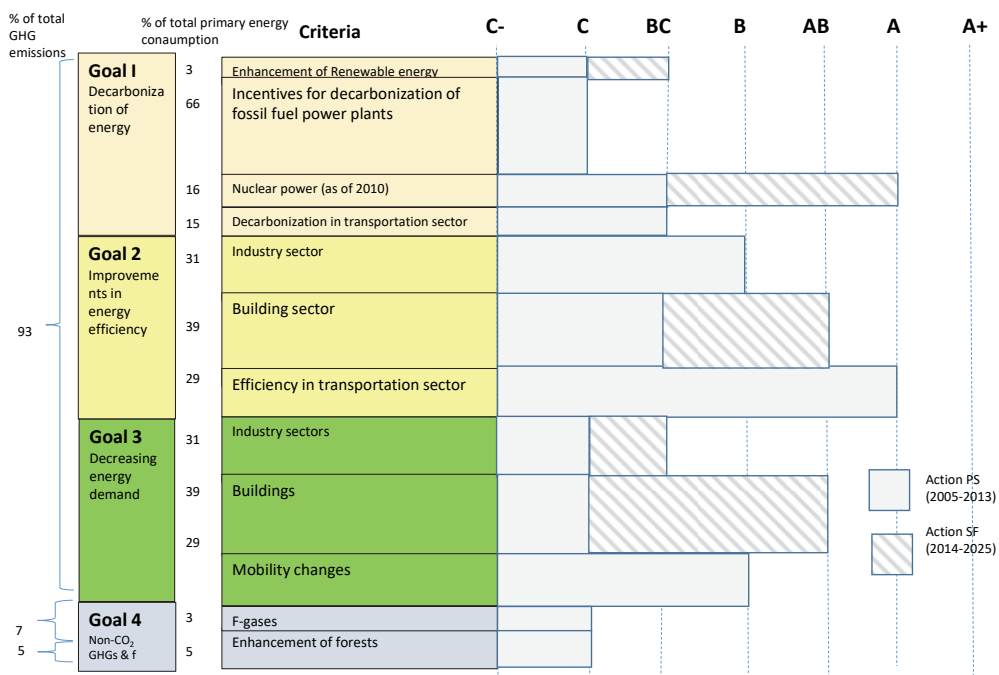 % of total
GHG
emissions
% of total primary energy
conaumption
Criteria
C-
C
BC
B
AB
A
A+
Goal I
Decarboniza
tion of
energy
3
Enhancement of Renewable energy
66
Incentives for decarbonization of
fossil fuel power plants
16
Nuclear power (as of 2010)
15
Decarbonization in transportation sector
Goal 2
Improveme
nts in
energy
efficiency
31
Industry sector
39
Building sector
29
Efficiency in transportation sector
93
Goal 3
Decreasing
energy
demand
31
Industry sectors
39
Buildings
29
Mobility changes
Action PS
(2005-2013)
Action SF
(2014-2025)
7
5
Goal 4
Non-CO₂
GHGs & f
3
F-gases
5
Enhancement of forests